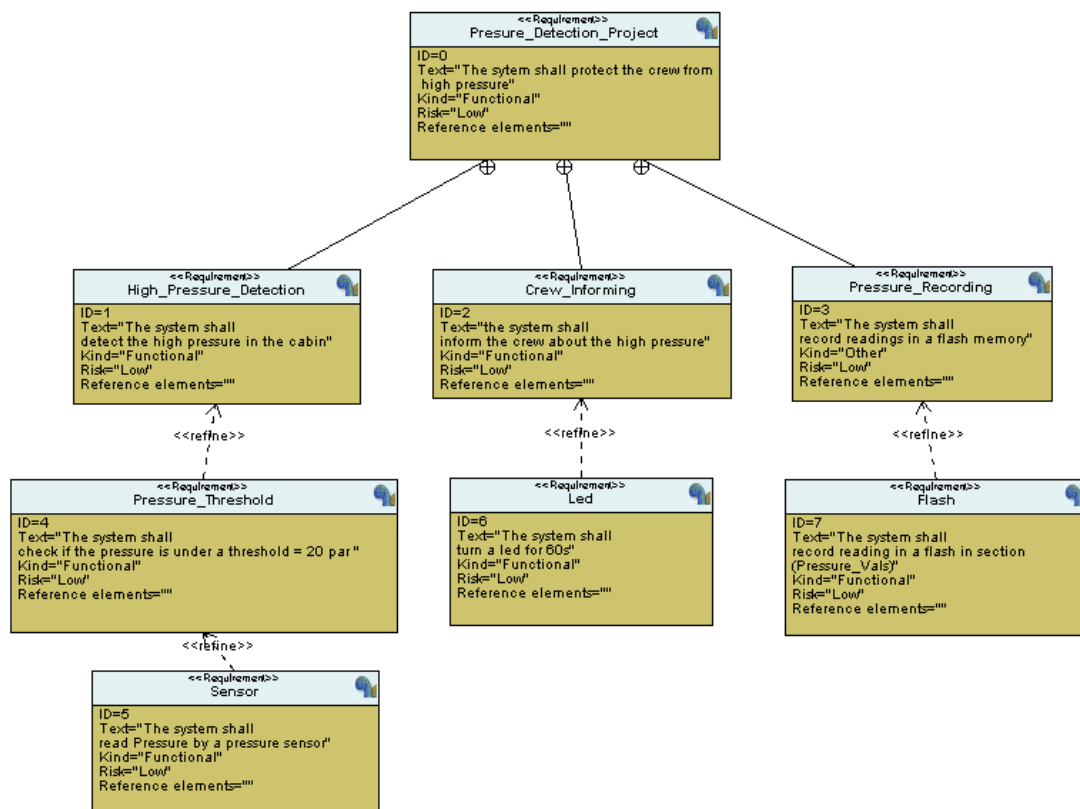 <<Requirement>>
Presure_Detection_Project
ID=0
Text="The sytem shall protect the crew from
high pressure"
Kind="Functional"
Risk="Low"
Reference elements=""
<<Requirement>>
High_Pressure_Detection
ID=1
Text="The system shall
detect the high pressure in the cabin"
Kind="Functional"
Risk="Low"
Reference elements=""
<<Requirement>>
Crew_Informing
ID=2
Text="the system shall
inform the crew about the high pressure"
Kind="Functional"
Risk="Low"
Reference elements=""
<<Requirement>>
Pressure_Recording
ID=3
Text="The system shall
record readings in a flash memory"
Kind="Other"
Risk="Low"
Reference elements=""
<<refine>>
<<refine>>
<<refine>>
<<Requirement>>
Pressure_Threshold
ID=4
Text="The system shall
check if the pressure is under a threshold = 20 par "
Kind="Functional"
Risk="Low"
Reference elements=""
<<Requirement>>
Led
ID=6
Text="The system shall
turn a led for 60s"
Kind="Functional"
Risk="Low"
Reference elements=""
<<Requirement>>
Flash
ID=7
Text="The system shall
record reading in a flash in section
(Pressure_Vals)"
Kind="Functional"
Risk="Low"
Reference elements=""
<<refine>>
<<Requirement>>
Sensor
ID=5
Text="The system shall
read Pressure by a pressure sensor"
Kind="Functional"
Risk="Low"
Reference elements=""